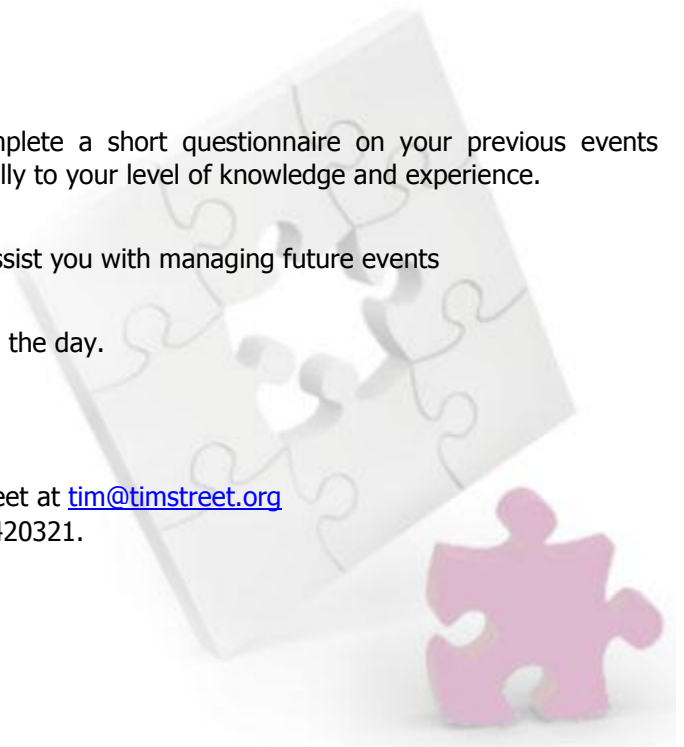 mplete a short questionnaire on your previous events
lly to your level of knowledge and experience.
ssist you with managing future events
the day.
eet at tim@timstreet.org
420321.